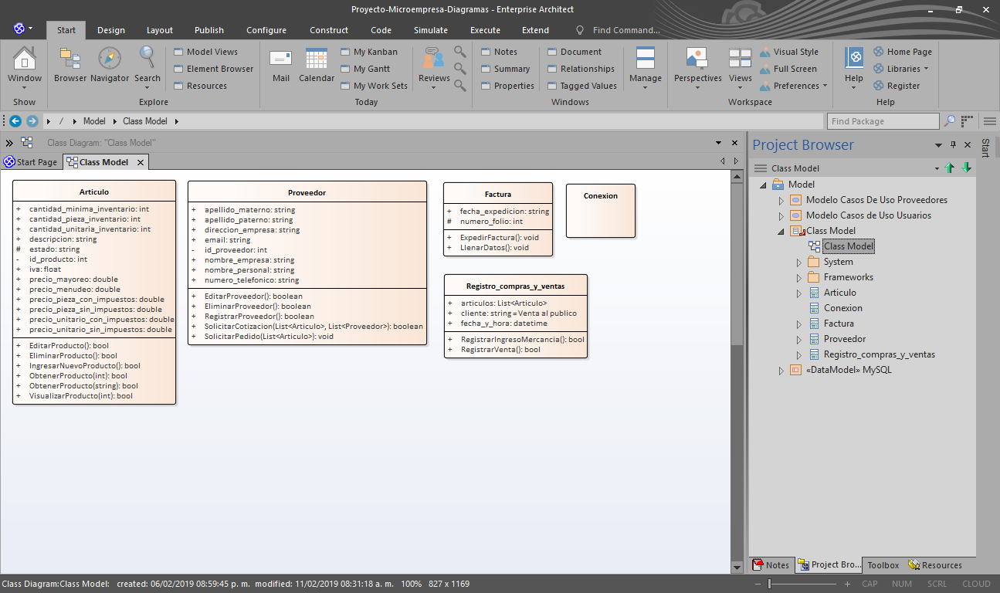 Proyecto-Microempresa-Diagramas - Enterprise Architect
Start Design Layout Publish Configure Construct Code Simulate Execute Extend Find Command...
Window
Show
Browser Navigator Search
Model Views
Element Browser
Resources
Explore
Mail Calendar
My Kanban
My Gantt
My Work Sets
Today
Reviews
Notes
Summary
Properties
Document
Relationships
Tagged Values
Manage
Windows
Perspectives Views
Visual Style
Full Screen
Preferences
Workspace
Help
Home Page
Libraries
Register
Help
/ Model Class Model
Find Package
Class Diagram: "Class Model"
Start Page Class Model
Articulo
+ cantidad_minima_inventario: int
+ cantidad_pieza_inventario: int
+ cantidad_unitaria_inventario: int
+ descripcion: string
# estado: string
- id_producto: int
+ iva: float
+ precio_mayoreo: double
+ precio_menudeo: double
+ precio_pieza_con_impuestos: double
+ precio_pieza_sin_impuestos: double
+ precio_unitario_con_impuestos: double
+ precio_unitario_sin_impuestos: double
+ EditarProducto(): bool
+ EliminarProducto(): bool
+ IngresarNuevoProducto(): bool
+ ObtenerProducto(int): bool
+ ObtenerProducto(string): bool
+ VisualizarProducto(int): bool
Proveedor
+ apellido_materno: string
+ apellido_paterno: string
+ direccion_empresa: string
+ email: string
- id_proveedor: int
+ nombre_empresa: string
+ nombre_personal: string
+ numero_telefonico: string
+ EditarProveedor(): boolean
+ EliminarProveedor(): boolean
+ RegistrarProveedor(): boolean
+ SolicitarCotizacion(List<Articulo>, List<Proveedor>): boolean
+ SolicitarPedido(List<Articulo>): void
Factura
+ fecha_expedicion: string
# numero_folio: int
+ ExpedirFactura(): void
+ LlenarDatos(): void
Conexion
Registro_compras_y_ventas
+ articulos: List<Articulo>
+ cliente: string = Venta al publico
+ fecha_y_hora: datetime
+ RegistrarIngresoMercancia(): bool
+ RegistrarVenta(): bool
Project Browser
Start
Class Model
Model
Modelo Casos De Uso Proveedores
Modelo Casos de Uso Usuarios
Class Model
Class Model
System
Frameworks
Articulo
Conexion
Factura
Proveedor
Registro_compras_y_ventas
«DataModel» MySQL
Notes Project Bro... Toolbox Resources
Class Diagram:Class Model: created: 06/02/2019 08:59:45 p. m. modified: 11/02/2019 08:31:18 a. m. 100% 827 x 1169
− + CAP NUM SCRL CLOUD